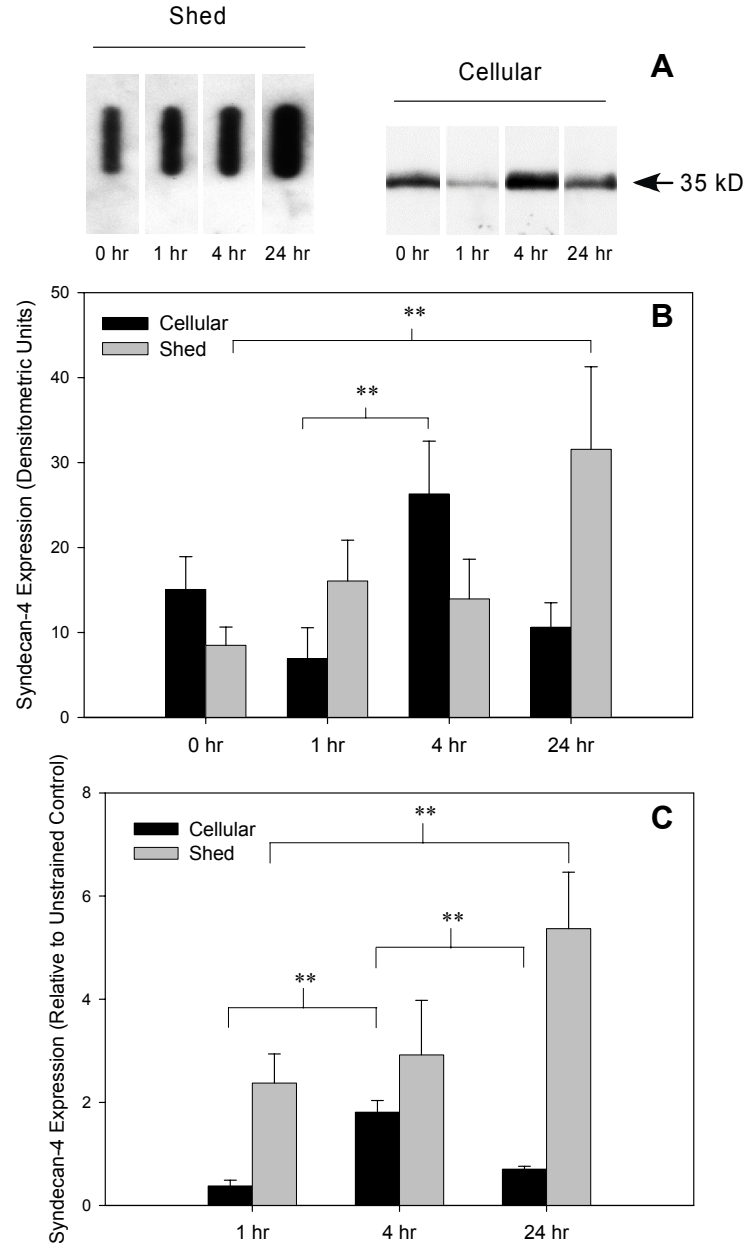 Shed
Cellular
A
35 kD
0 hr 1 hr 4 hr 24 hr
0 hr 1 hr 4 hr 24 hr
Syndecan-4 Expression (Densitometric Units)
50
40
30
20
10
0
Cellular
Shed
**
**
B
0 hr 1 hr 4 hr 24 hr
Syndecan-4 Expression (Relative to Unstrained Control)
8
6
4
2
0
Cellular
Shed
**
**
**
C
1 hr 4 hr 24 hr